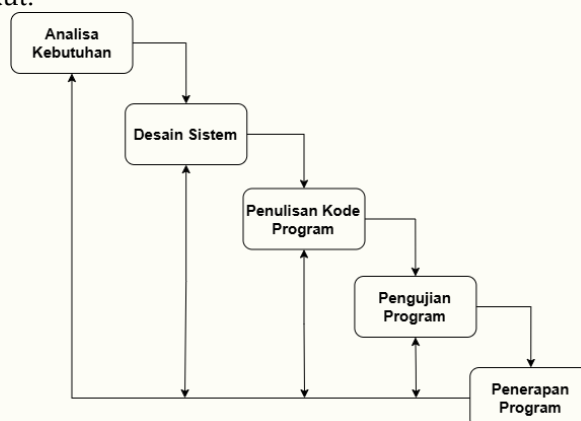 Analisa
Kebutuhan
Desain Sistem
Penulisan Kode
Program
Pengujian
Program
Penerapan
Program